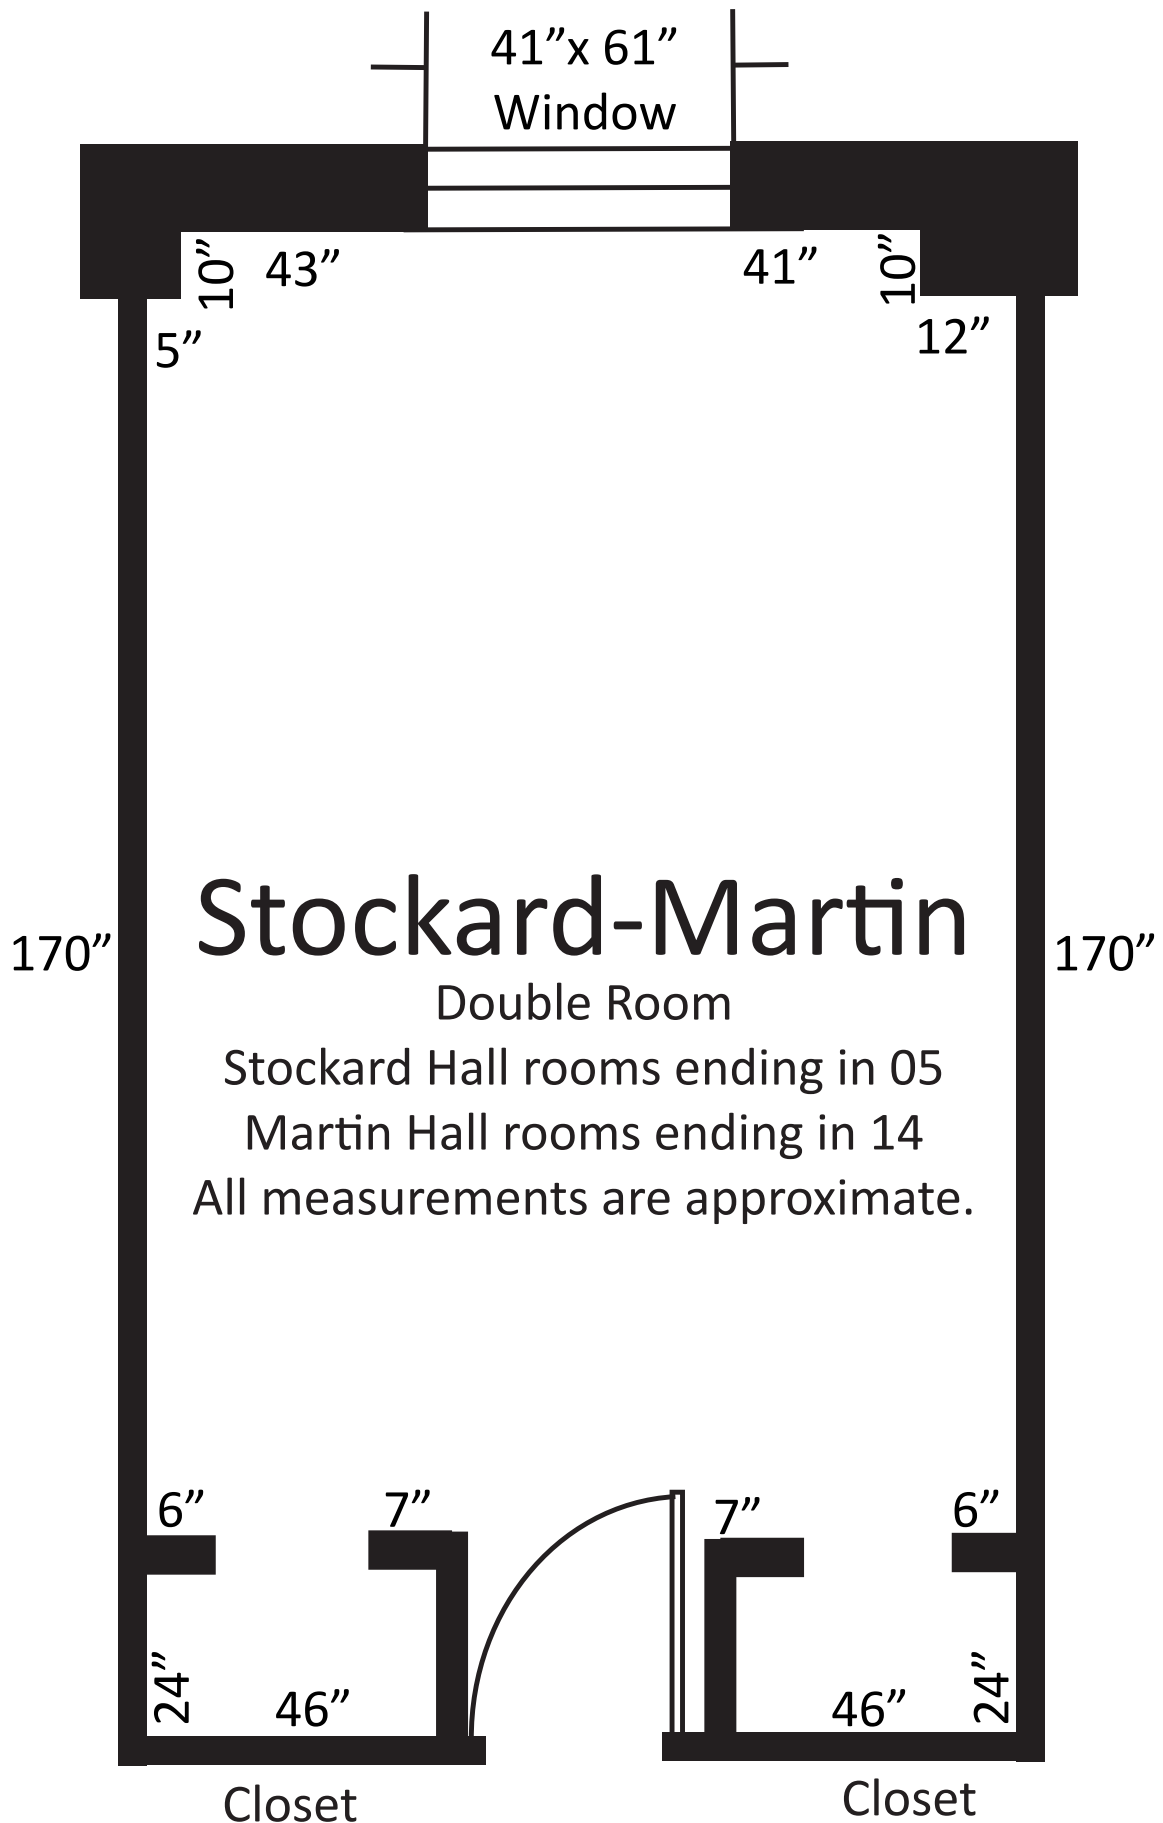 41”x 61”
Window
10”
43”
41”
10”
5”
12”
170”
Stockard-Martin
170”
Double Room
Stockard Hall rooms ending in 05
Martin Hall rooms ending in 14
All measurements are approximate.
6”
7”
7”
6”
24”
46”
46”
24”
Closet
Closet